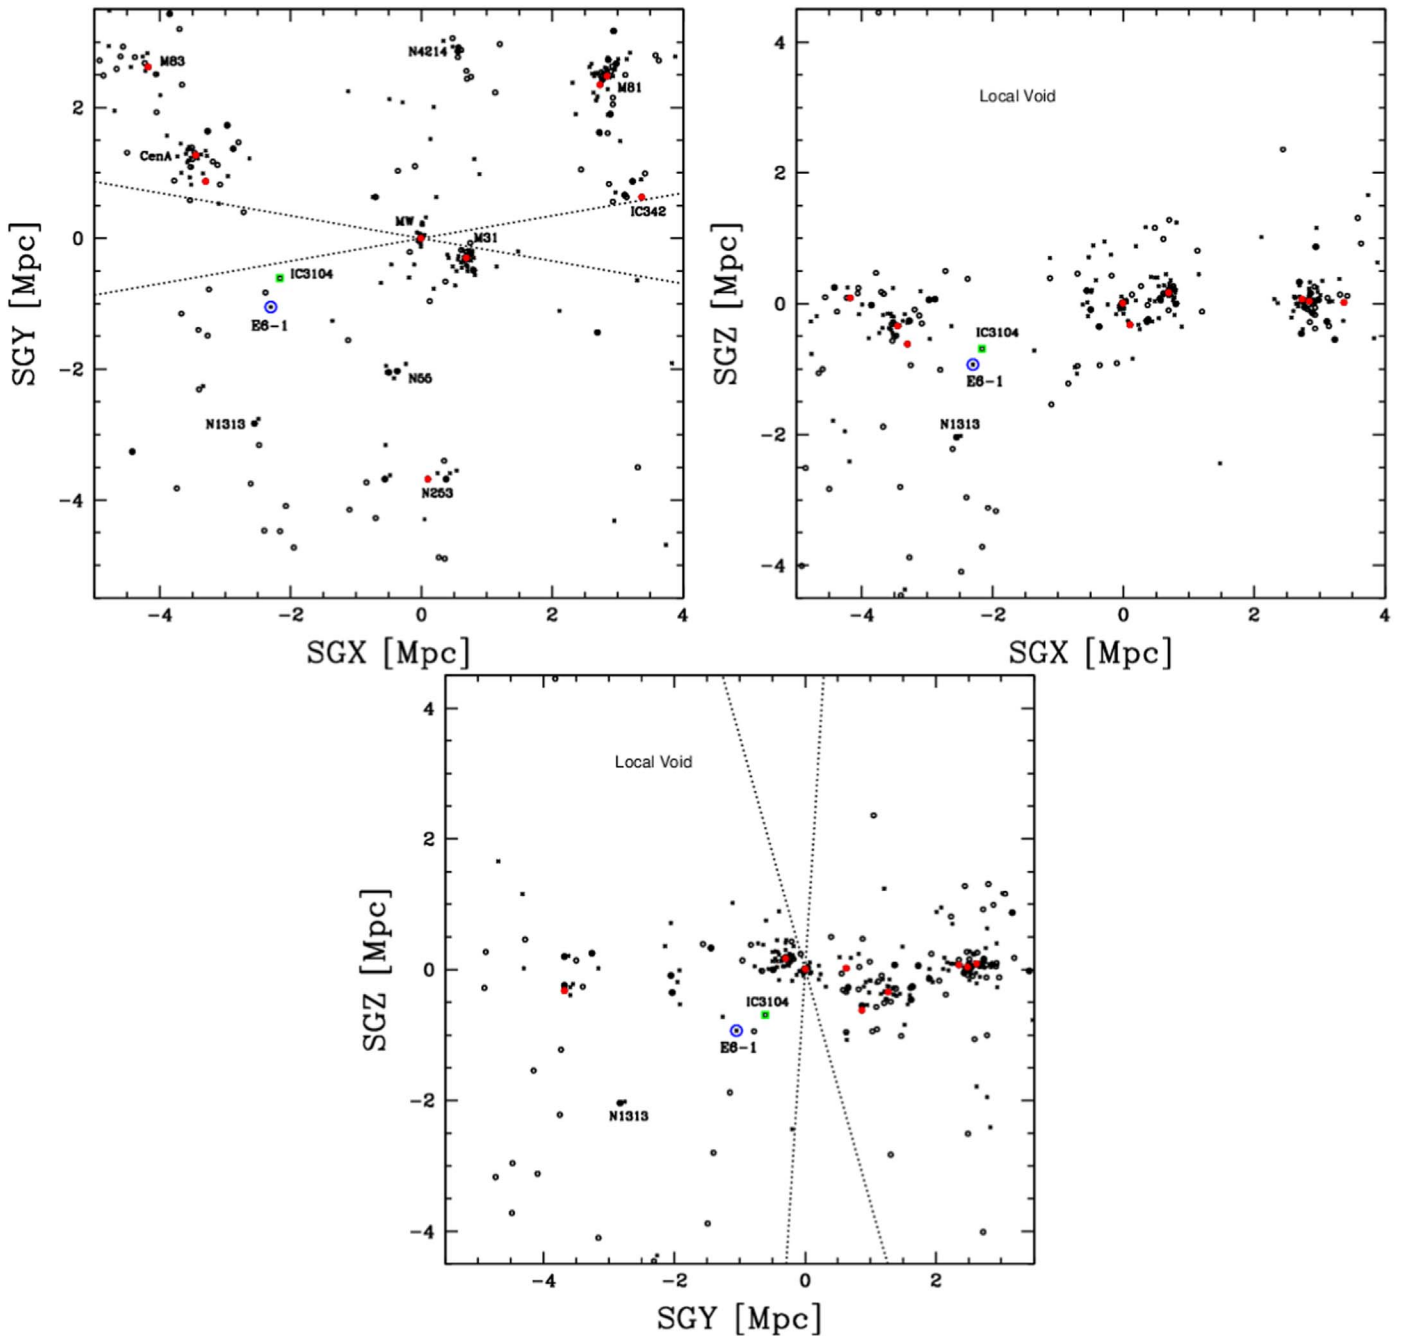 M83
N4214
M81
CenA
IC342
MW
M31
IC3104
E6-1
N55
N1313
N253
2
0
−2
−4
−4
−2
0
2
4
SGY [Mpc]
SGX [Mpc]
Local Void
IC3104
E6-1
N1313
4
2
0
−2
−4
−4
−2
0
2
4
SGZ [Mpc]
SGX [Mpc]
Local Void
IC3104
E6-1
N1313
4
2
0
−2
−4
−4
−2
0
2
SGZ [Mpc]
SGY [Mpc]